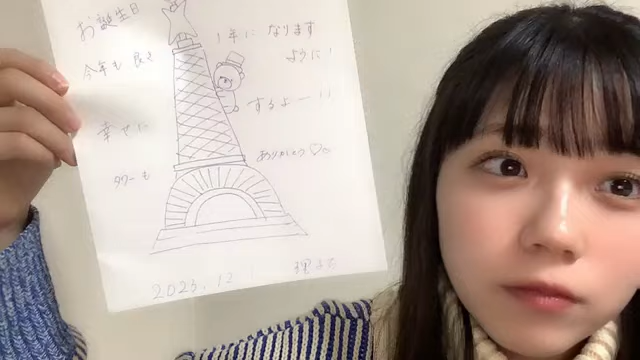 お誕生日
1年になります
ように！
今年も良く
するよー!!
幸せに
ありがとう♡
タワーも
2023.12